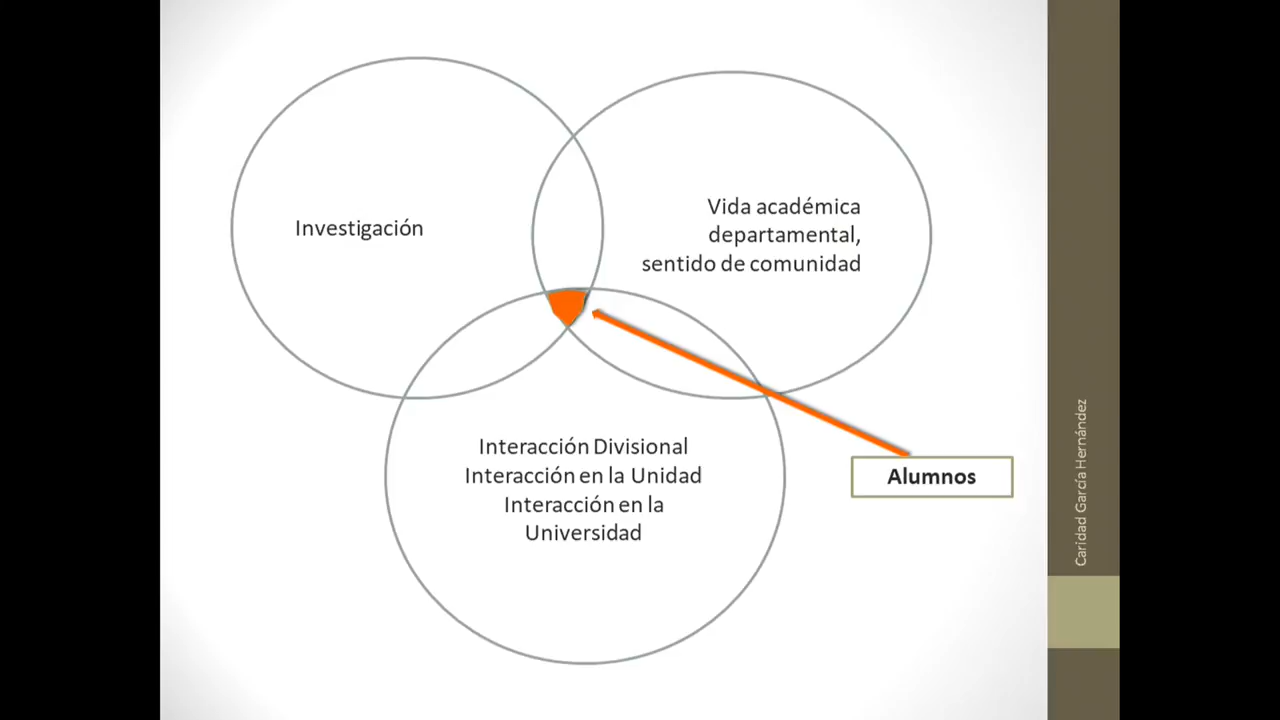 Investigación
Vida académica
departamental,
sentido de comunidad
Interacción Divisional
Interacción en la Unidad
Interacción en la
Universidad
Alumnos
Caridad García Hernández